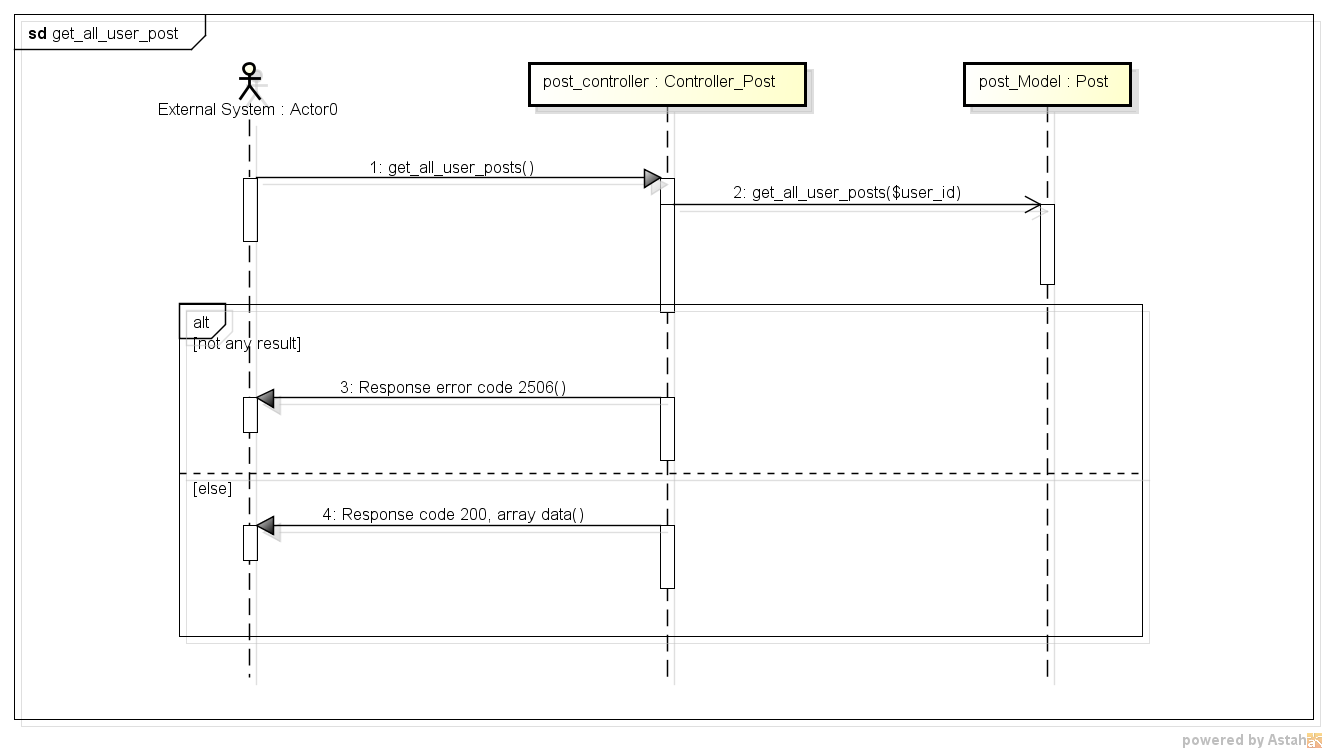 sd get_all_user_post
External System : Actor0
post_controller : Controller_Post
post_Model : Post
1: get_all_user_posts()
2: get_all_user_posts($user_id)
alt
[not any result]
3: Response error code 2506()
[else]
4: Response code 200, array data()
powered by Astah